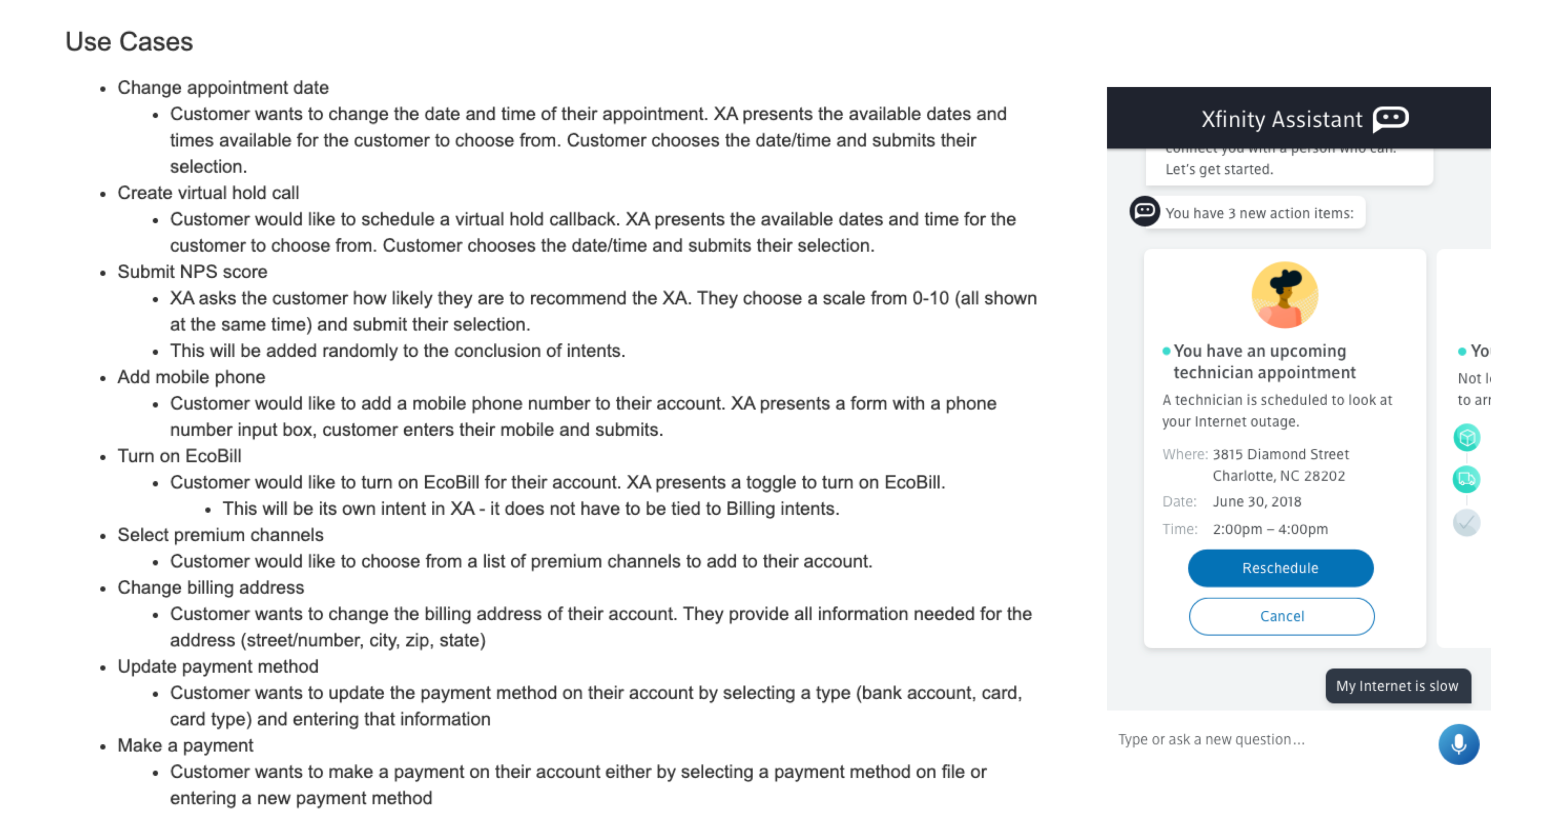 Use Cases
Change appointment date
Customer wants to change the date and time of their appointment. XA presents the available dates and
times available for the customer to choose from. Customer chooses the date/time and submits their
selection.
Create virtual hold call
Customer would like to schedule a virtual hold callback. XA presents the available dates and time for the
customer to choose from. Customer chooses the date/time and submits their selection.
Submit NPS score
XA asks the customer how likely they are to recommend the XA. They choose a scale from 0-10 (all shown
at the same time) and submit their selection.
This will be added randomly to the conclusion of intents.
Add mobile phone
Customer would like to add a mobile phone number to their account. XA presents a form with a phone
number input box, customer enters their mobile and submits.
Turn on EcoBill
Customer would like to turn on EcoBill for their account. XA presents a toggle to turn on EcoBill.
This will be its own intent in XA - it does not have to be tied to Billing intents.
Select premium channels
Customer would like to choose from a list of premium channels to add to their account.
Change billing address
Customer wants to change the billing address of their account. They provide all information needed for the
address (street/number, city, zip, state)
Update payment method
Customer wants to update the payment method on their account by selecting a type (bank account, card,
card type) and entering that information
Make a payment
Customer wants to make a payment on their account either by selecting a payment method on file or
entering a new payment method
Xfinity Assistant
connect you with a person who can.
Let's get started.
You have 3 new action items:
You have an upcoming
technician appointment
A technician is scheduled to look at
your Internet outage.
Where: 3815 Diamond Street
Charlotte, NC 28202
Date: June 30, 2018
Time: 2:00pm – 4:00pm
Reschedule
Cancel
Yo
Not l
to arr
My Internet is slow
Type or ask a new question...